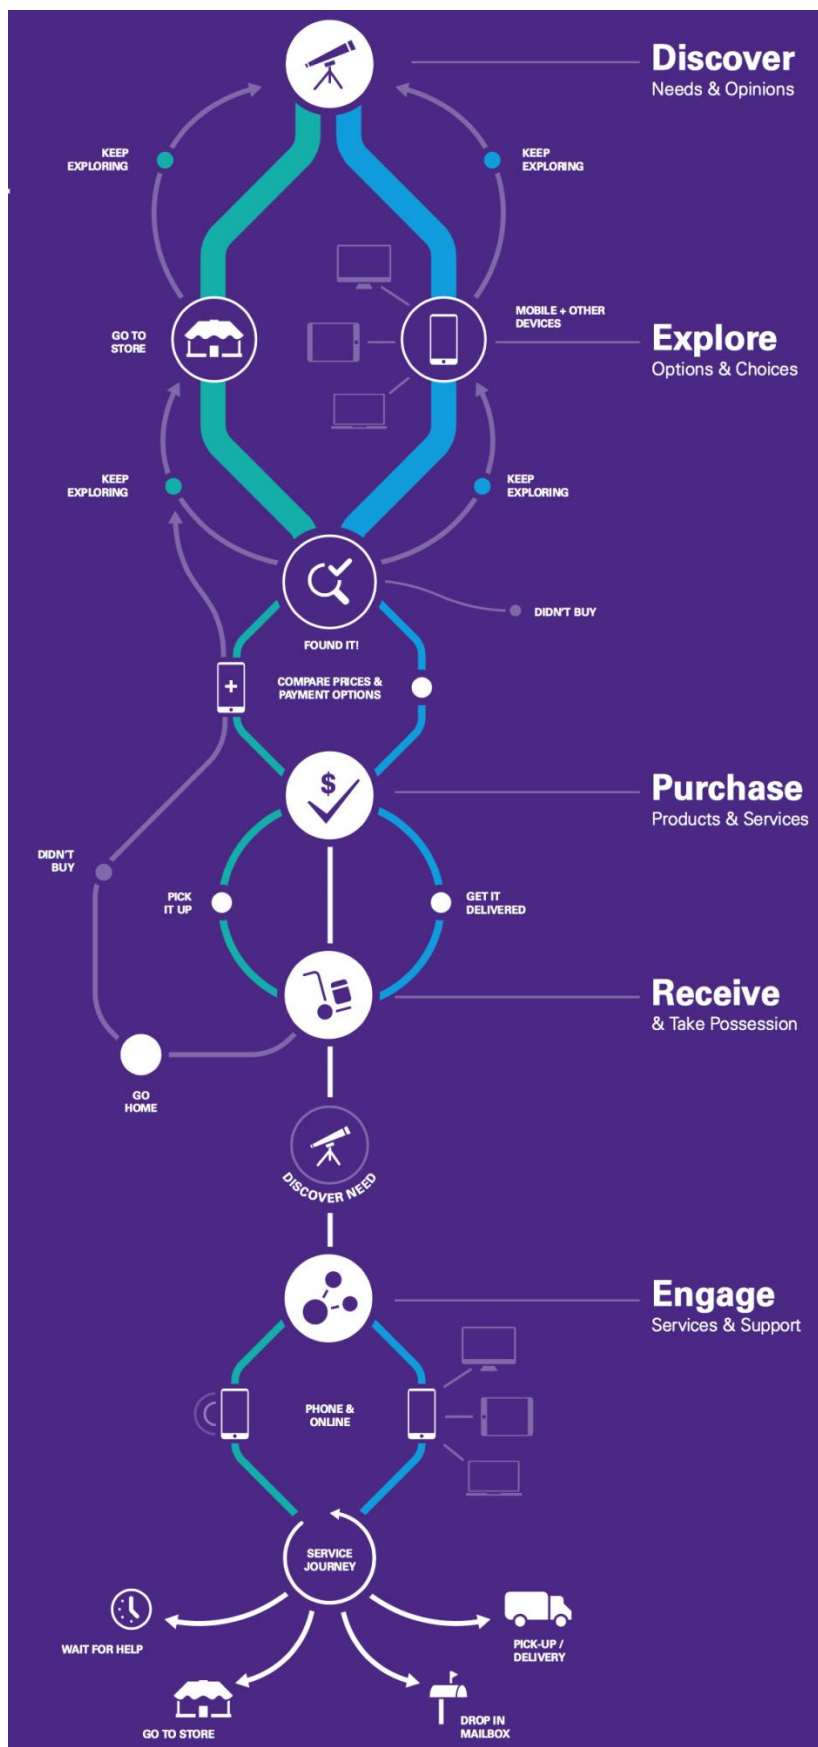 Discover
Needs & Opinions
KEEP
EXPLORING
KEEP
EXPLORING
GO TO
STORE
MOBILE + OTHER
DEVICES
Explore
Options & Choices
KEEP
EXPLORING
KEEP
EXPLORING
DIDN'T BUY
FOUND IT!
+
COMPARE PRICES &
PAYMENT OPTIONS
$
Purchase
Products & Services
DIDN'T
BUY
PICK
IT UP
GET IT
DELIVERED
Receive
& Take Possession
GO
HOME
DISCOVER NEED
Engage
Services & Support
PHONE &
ONLINE
SERVICE
JOURNEY
WAIT FOR HELP
PICK-UP /
DELIVERY
GO TO STORE
DROP IN
MAILBOX